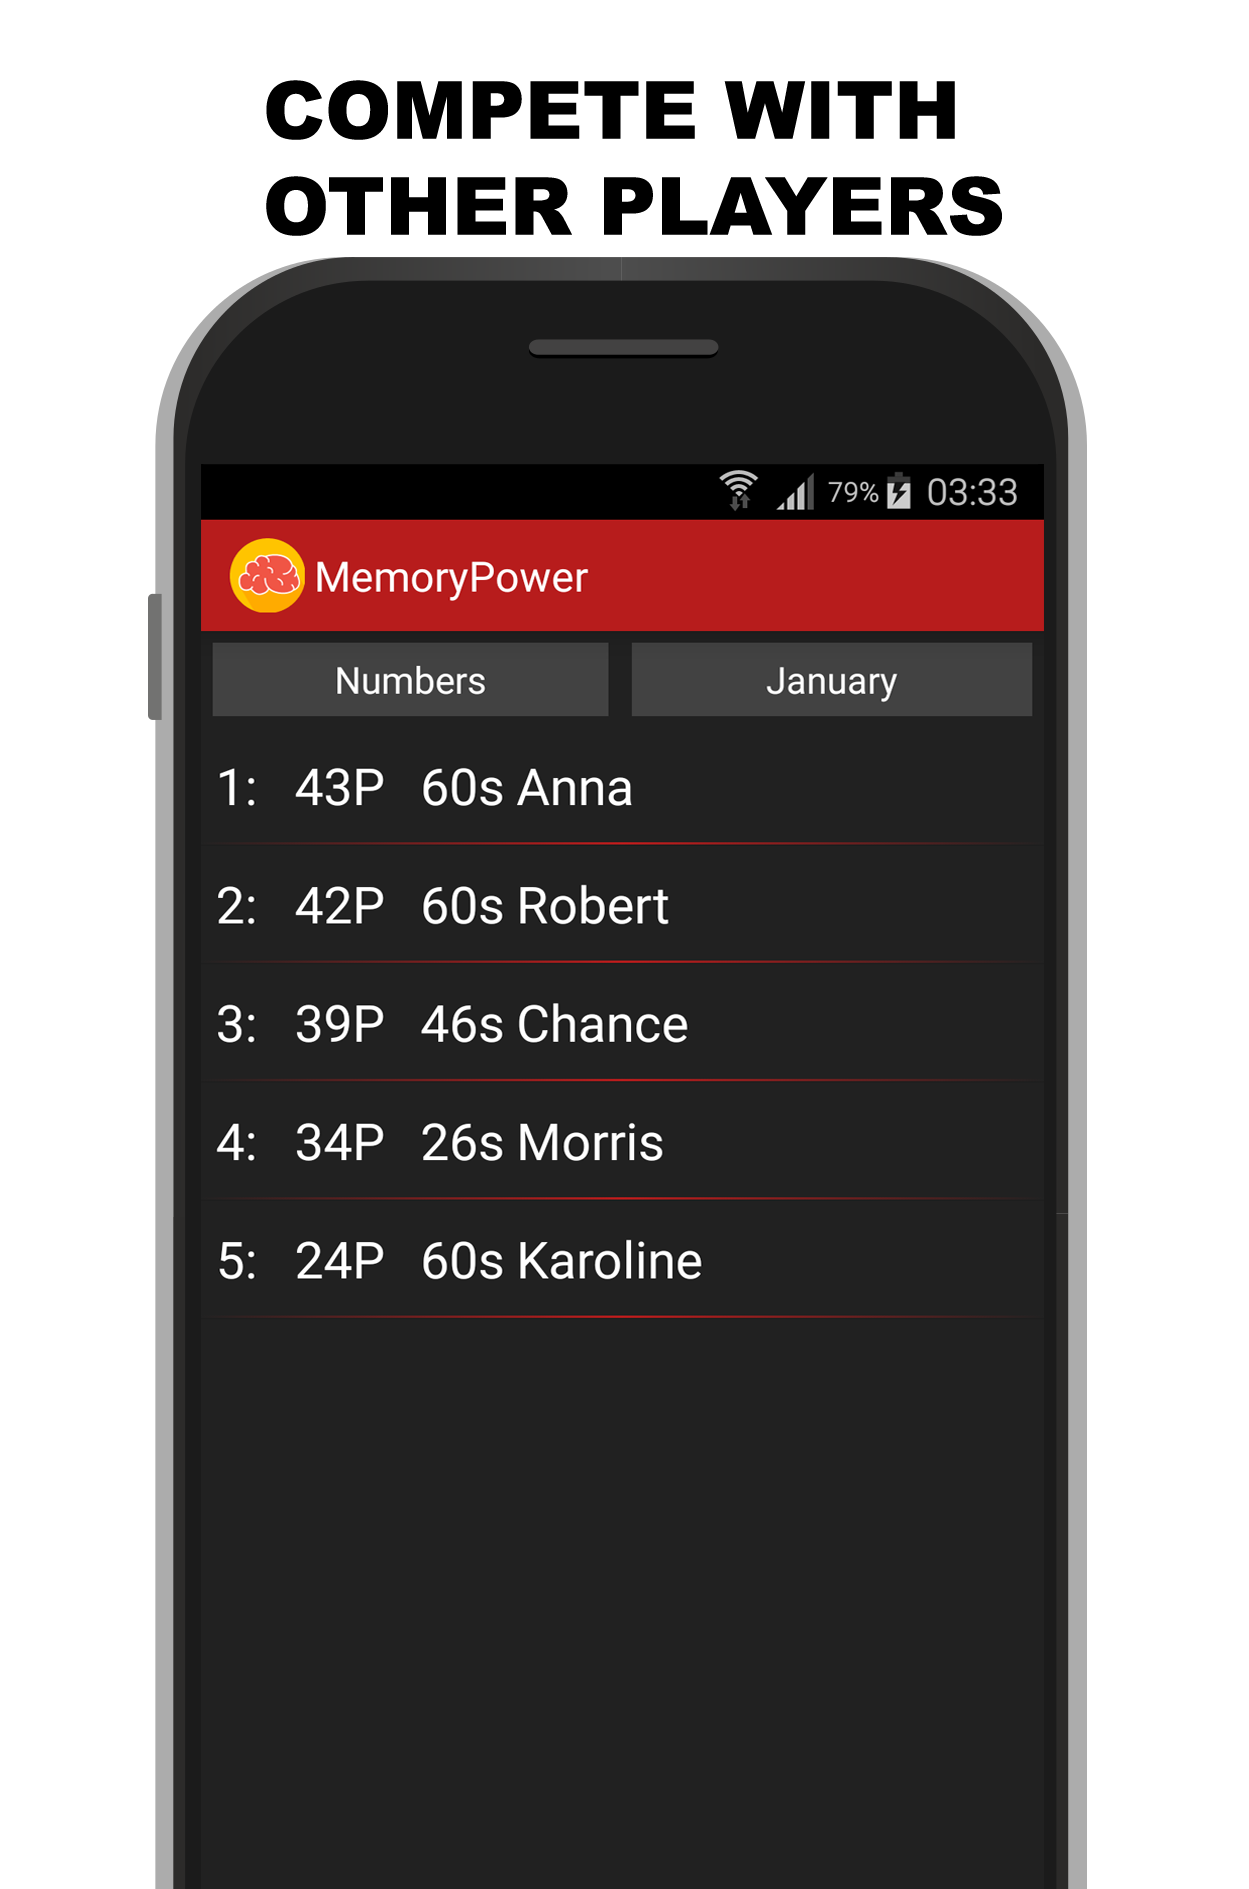 COMPETE WITH
OTHER PLAYERS
79% 03:33
MemoryPower
Numbers January
1: 43P 60s Anna
2: 42P 60s Robert
3: 39P 46s Chance
4: 34P 26s Morris
5: 24P 60s Karoline